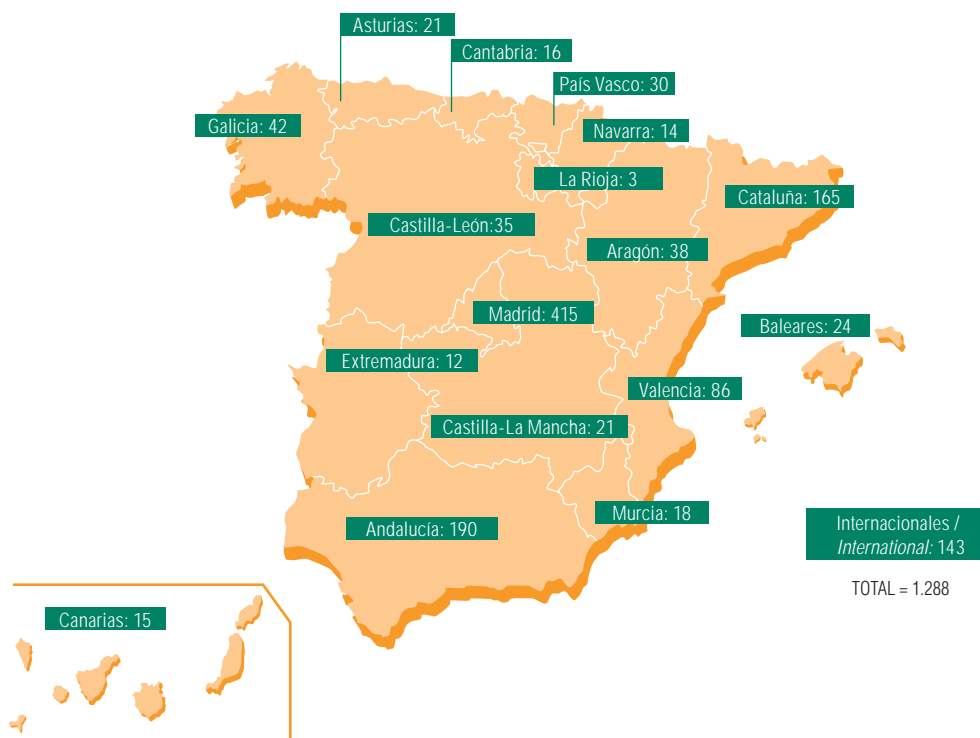 Asturias: 21
Cantabria: 16
País Vasco: 30
Galicia: 42
Navarra: 14
La Rioja: 3
Cataluña: 165
Castilla-León:35
Aragón: 38
Madrid: 415
Baleares: 24
Extremadura: 12
Valencia: 86
Castilla-La Mancha: 21
Murcia: 18
Andalucía: 190
Internacionales /
International: 143
TOTAL = 1.288
Canarias: 15